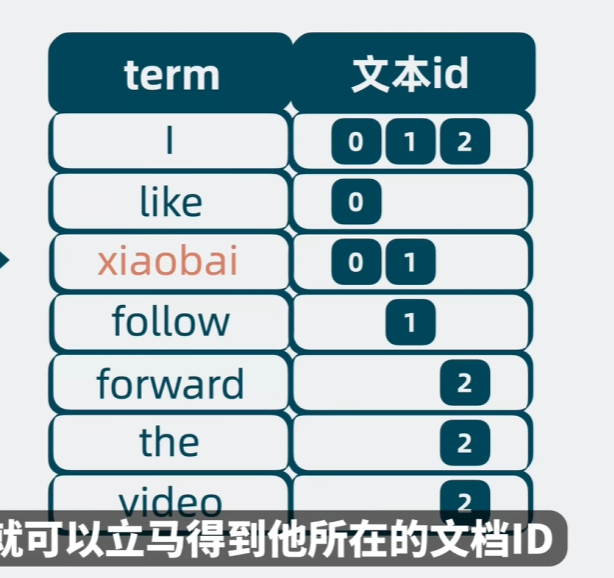 term 文本id
I 0 1 2
like 0
xiaobai 0 1
follow 1
forward 2
the 2
video 2
就可以立马得到他所在的文档ID